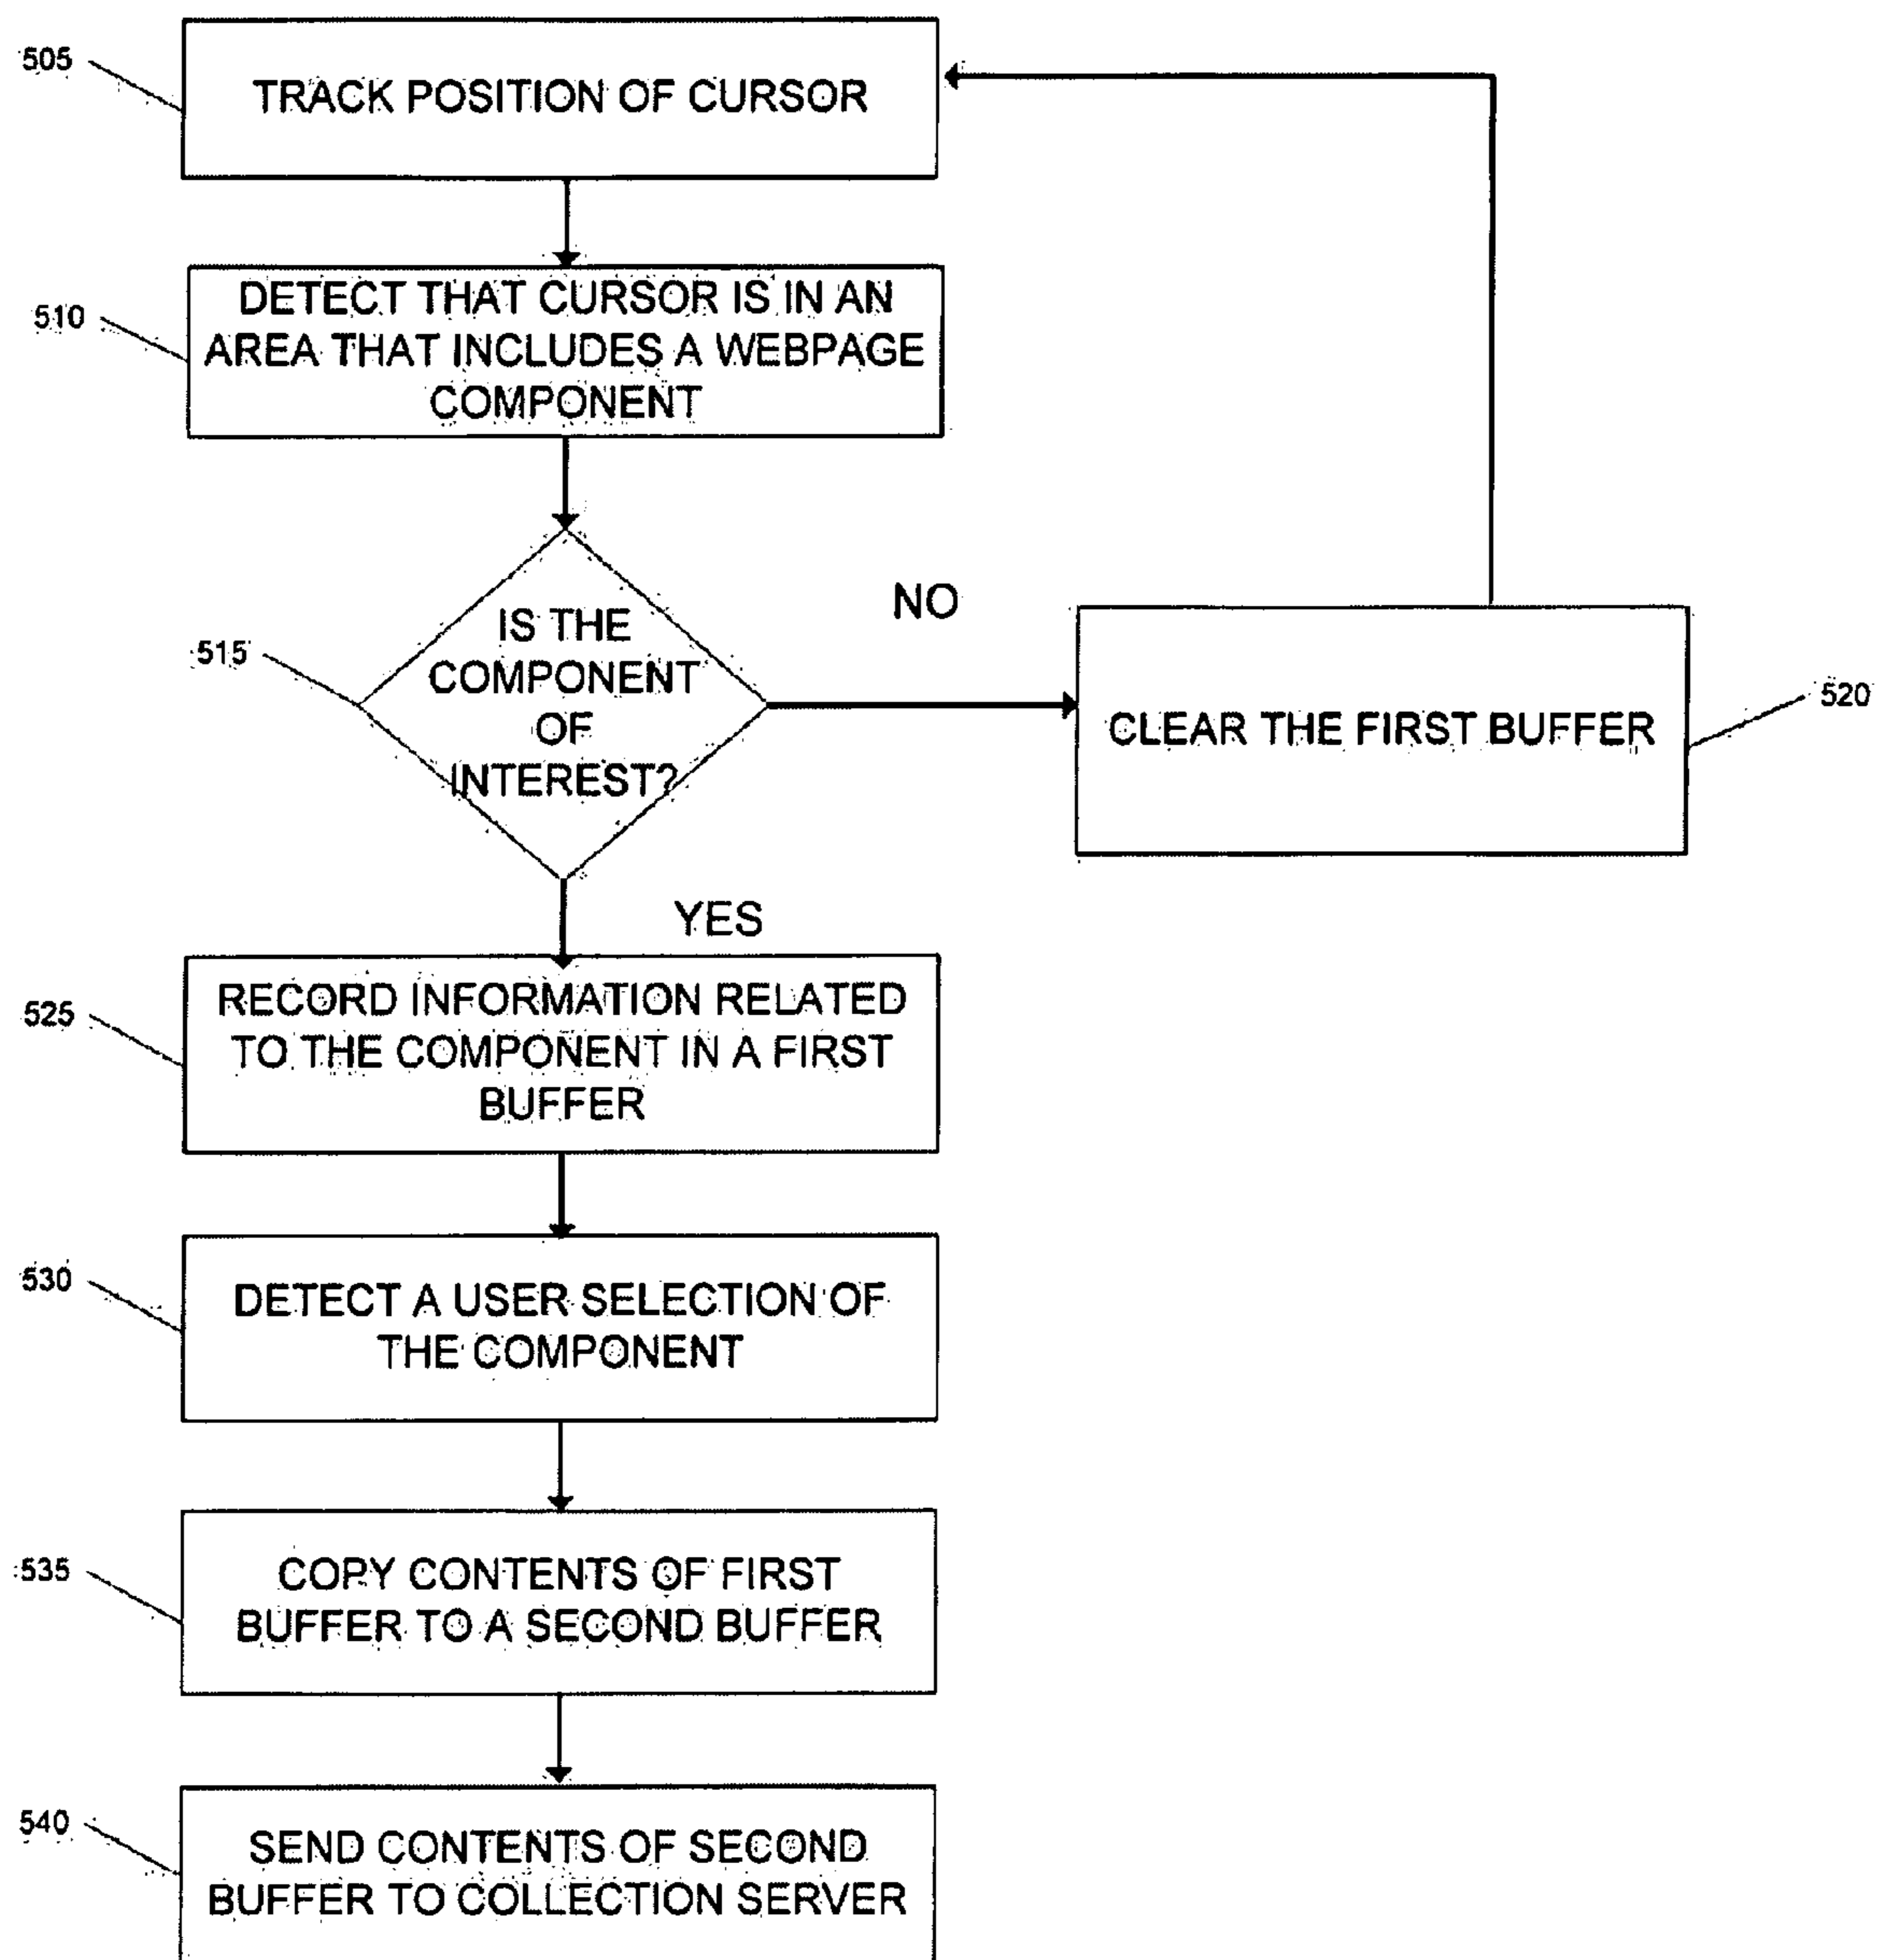 505
TRACK POSITION OF CURSOR
510
DETECT THAT CURSOR IS IN AN
AREA THAT INCLUDES A WEBPAGE
COMPONENT
515
IS THE
COMPONENT
OF
INTEREST?
NO
CLEAR THE FIRST BUFFER
520
YES
525
RECORD INFORMATION RELATED
TO THE COMPONENT IN A FIRST
BUFFER
530
DETECT A USER SELECTION OF
THE COMPONENT
535
COPY CONTENTS OF FIRST
BUFFER TO A SECOND BUFFER
540
SEND CONTENTS OF SECOND
BUFFER TO COLLECTION SERVER